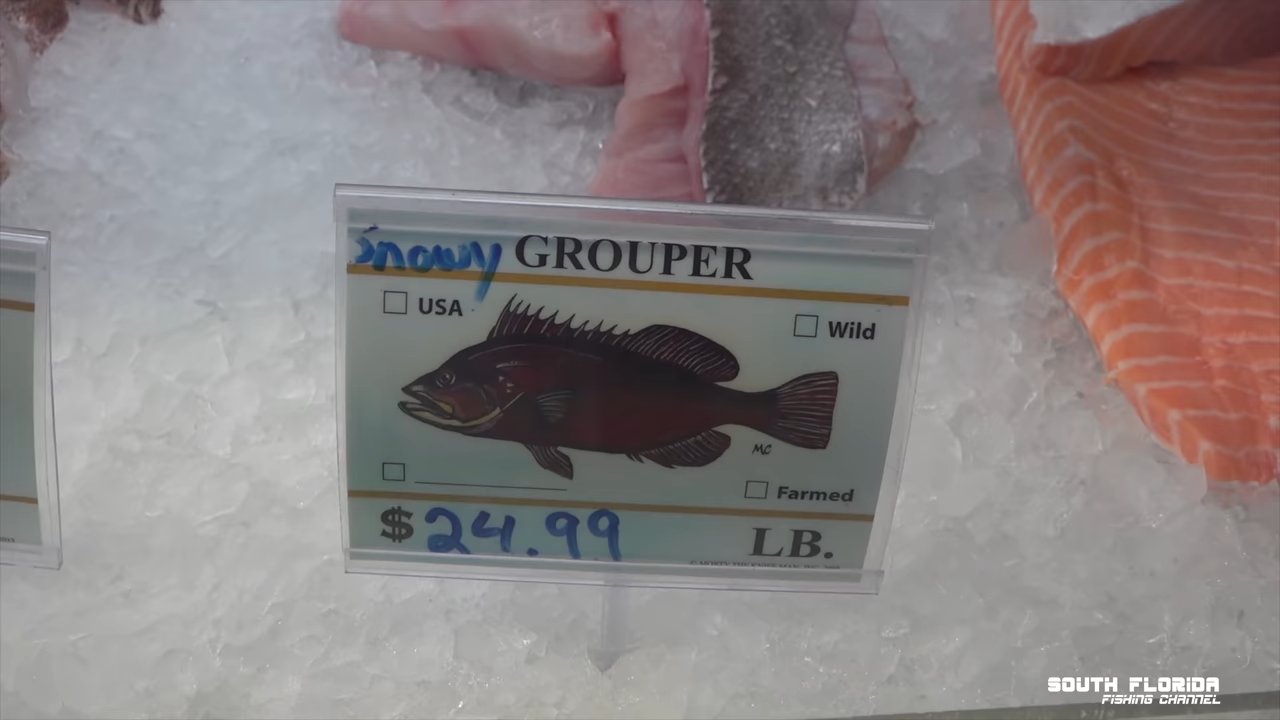 Snowy GROUPER
USA
Wild
MC
Farmed
$24.99 LB.
SOUTH FLORIDA
FISHING CHANNEL